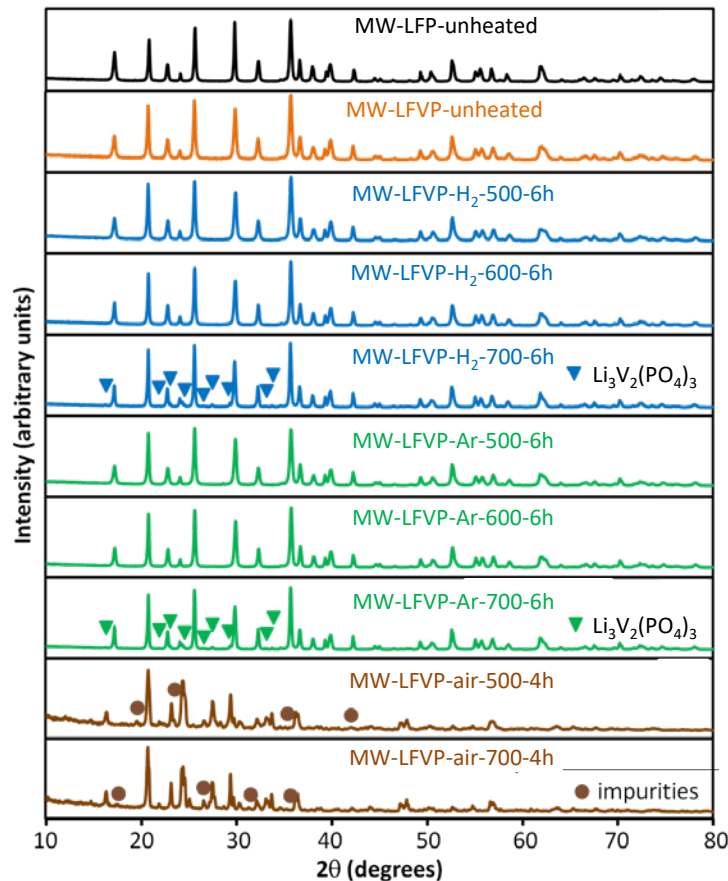 MW-LFP-unheated
MW-LFVP-unheated
MW-LFVP-H₂-500-6h
MW-LFVP-H₂-600-6h
MW-LFVP-H₂-700-6h
Li₃V₂(PO₄)₃
MW-LFVP-Ar-500-6h
MW-LFVP-Ar-600-6h
MW-LFVP-Ar-700-6h
Li₃V₂(PO₄)₃
MW-LFVP-air-500-4h
MW-LFVP-air-700-4h
impurities
Intensity (arbitrary units)
10 20 30 40 50 60 70 80
2θ (degrees)